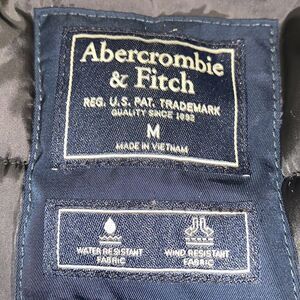 Abercrombie
& Fitch
REG. U.S. PAT. TRADEMARK
QUALITY SINCE 1892
M
MADE IN VIETNAM
WATER RESISTANT
FABRIC
WIND RESISTANT
FABRIC